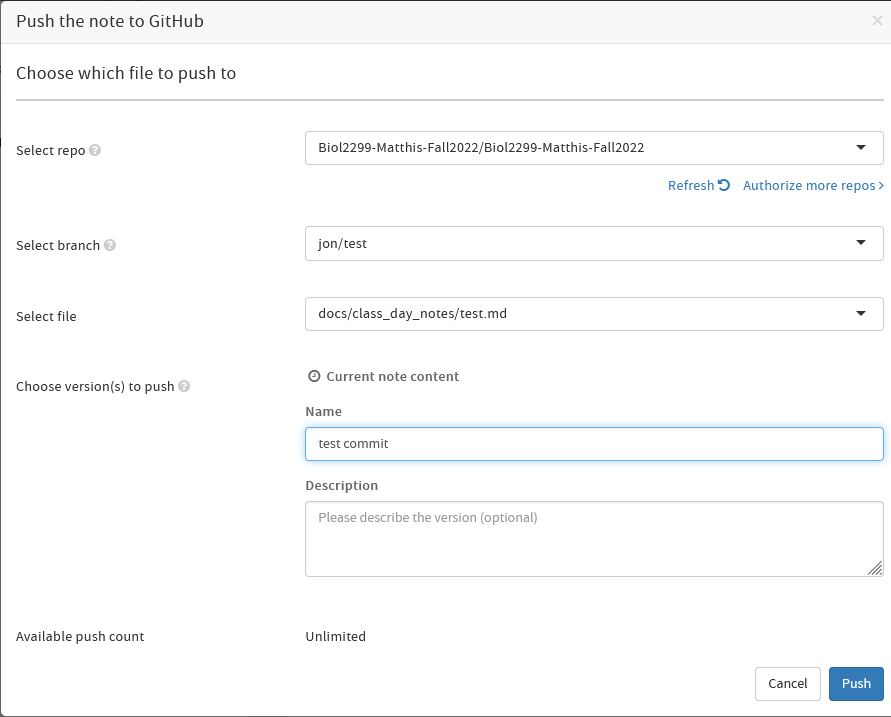 Push the note to GitHub ×
Choose which file to push to
Select repo ?
Biol2299-Matthis-Fall2022/Biol2299-Matthis-Fall2022
Refresh Authorize more repos >
Select branch ?
jon/test
Select file
docs/class_day_notes/test.md
Choose version(s) to push ?
Current note content
Name
test commit
Description
Please describe the version (optional)
Available push count
Unlimited
Cancel Push